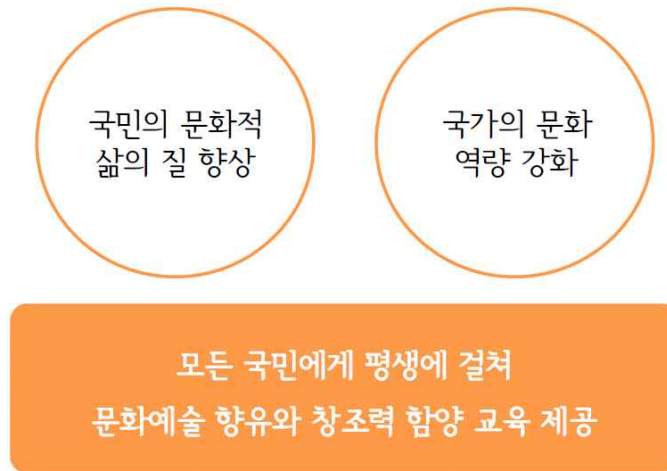 국민의 문화적
삶의 질 향상
국가의 문화
역량 강화
모든 국민에게 평생에 걸쳐
문화예술 향유와 창조력 함양 교육 제공